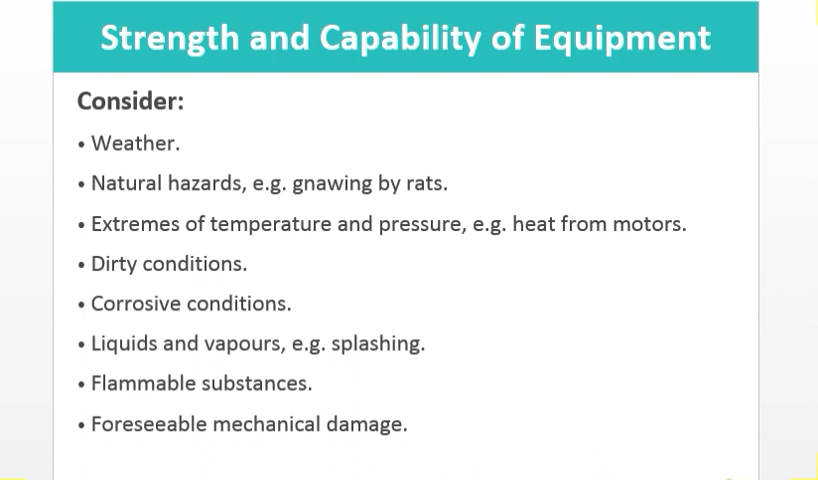 Strength and Capability of Equipment
Consider:
• Weather.
• Natural hazards, e.g. gnawing by rats.
• Extremes of temperature and pressure, e.g. heat from motors.
• Dirty conditions.
• Corrosive conditions.
• Liquids and vapours, e.g. splashing.
• Flammable substances.
• Foreseeable mechanical damage.